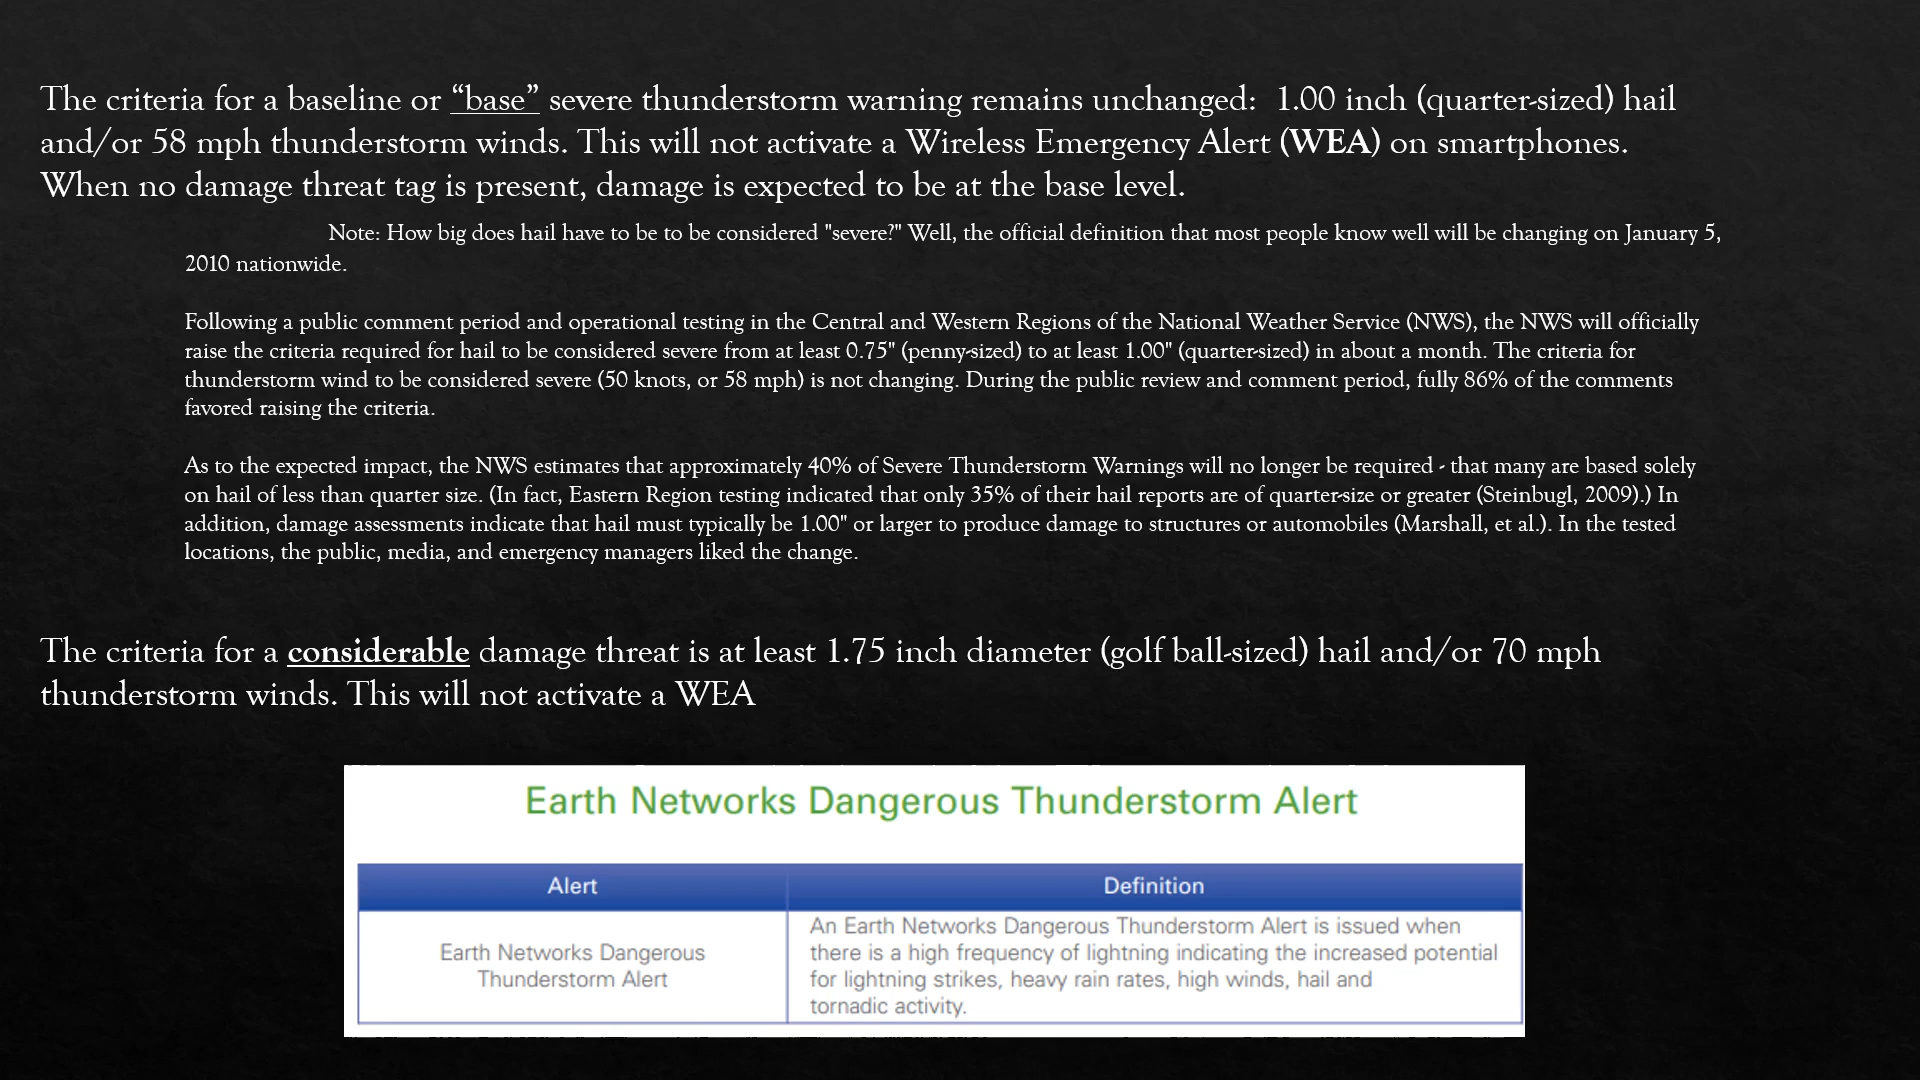 The criteria for a baseline or “base” severe thunderstorm warning remains unchanged:  1.00 inch (quarter-sized) hail
and/or 58 mph thunderstorm winds. This will not activate a Wireless Emergency Alert (WEA) on smartphones.
When no damage threat tag is present, damage is expected to be at the base level.
Note: How big does hail have to be to be considered "severe?" Well, the official definition that most people know well will be changing on January 5,
2010 nationwide.
Following a public comment period and operational testing in the Central and Western Regions of the National Weather Service (NWS), the NWS will officially
raise the criteria required for hail to be considered severe from at least 0.75" (penny-sized) to at least 1.00" (quarter-sized) in about a month. The criteria for
thunderstorm wind to be considered severe (50 knots, or 58 mph) is not changing. During the public review and comment period, fully 86% of the comments
favored raising the criteria.
As to the expected impact, the NWS estimates that approximately 40% of Severe Thunderstorm Warnings will no longer be required - that many are based solely
on hail of less than quarter size. (In fact, Eastern Region testing indicated that only 35% of their hail reports are of quarter-size or greater (Steinbugl, 2009).) In
addition, damage assessments indicate that hail must typically be 1.00" or larger to produce damage to structures or automobiles (Marshall, et al.). In the tested
locations, the public, media, and emergency managers liked the change.
The criteria for a considerable damage threat is at least 1.75 inch diameter (golf ball-sized) hail and/or 70 mph
thunderstorm winds. This will not activate a WEA
Earth Networks Dangerous Thunderstorm Alert
Alert
Definition
Earth Networks Dangerous
Thunderstorm Alert
An Earth Networks Dangerous Thunderstorm Alert is issued when
there is a high frequency of lightning indicating the increased potential
for lightning strikes, heavy rain rates, high winds, hail and
tornadic activity.